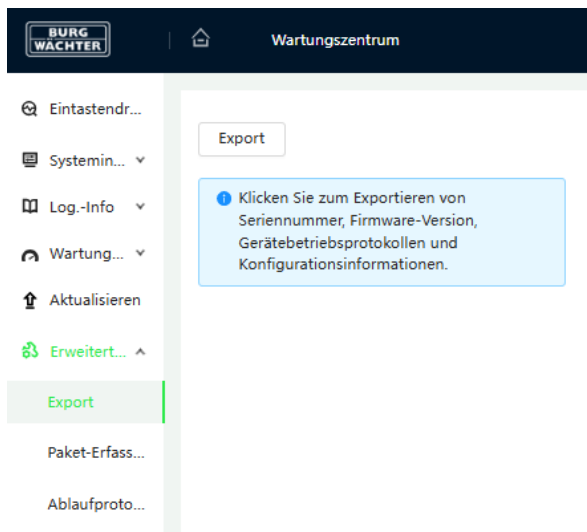 BURG
WÄCHTER
Wartungszentrum
Eintastendr...
Systemin...
Log.-Info
Wartung...
Aktualisieren
Erweitert...
Export
Paket-Erfass...
Ablaufproto...
Export
Klicken Sie zum Exportieren von
Seriennummer, Firmware-Version,
Gerätebetriebsprotokollen und
Konfigurationsinformationen.